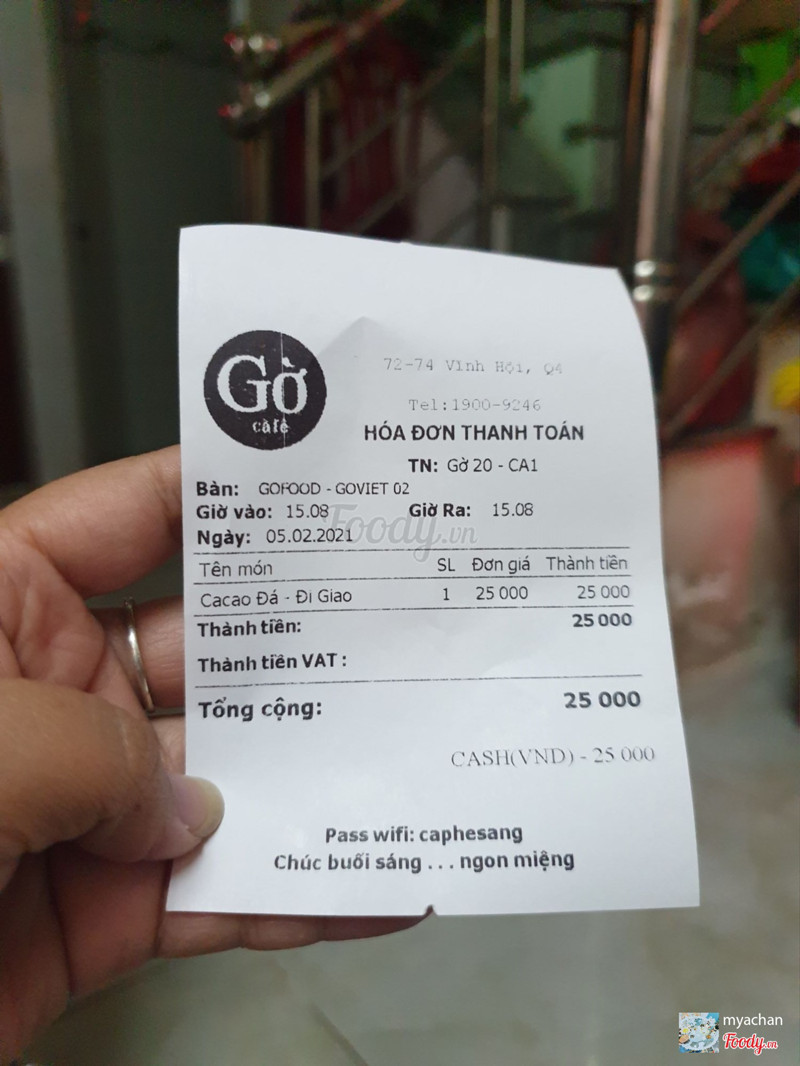 Gờ
café
72-74 Vĩnh Hội, Q4
Tel:1900-9246
HÓA ĐƠN THANH TOÁN
TN: Gờ 20 - CA1
Bàn: GOFOOD - GOVIET 02
Giờ vào: 15.08 Giờ Ra: 15.08
Ngày: 05.02.2021
Foody.vn
Tên món SL Đơn giá Thành tiền
Cacao Đá - Đi Giao 1 25 000 25 000
Thành tiền: 25 000
Thành tiền VAT :
Tổng cộng: 25 000
CASH(VND) - 25 000
Pass wifi: caphesang
Chúc buổi sáng . . . ngon miệng
myachan
Foody.vn